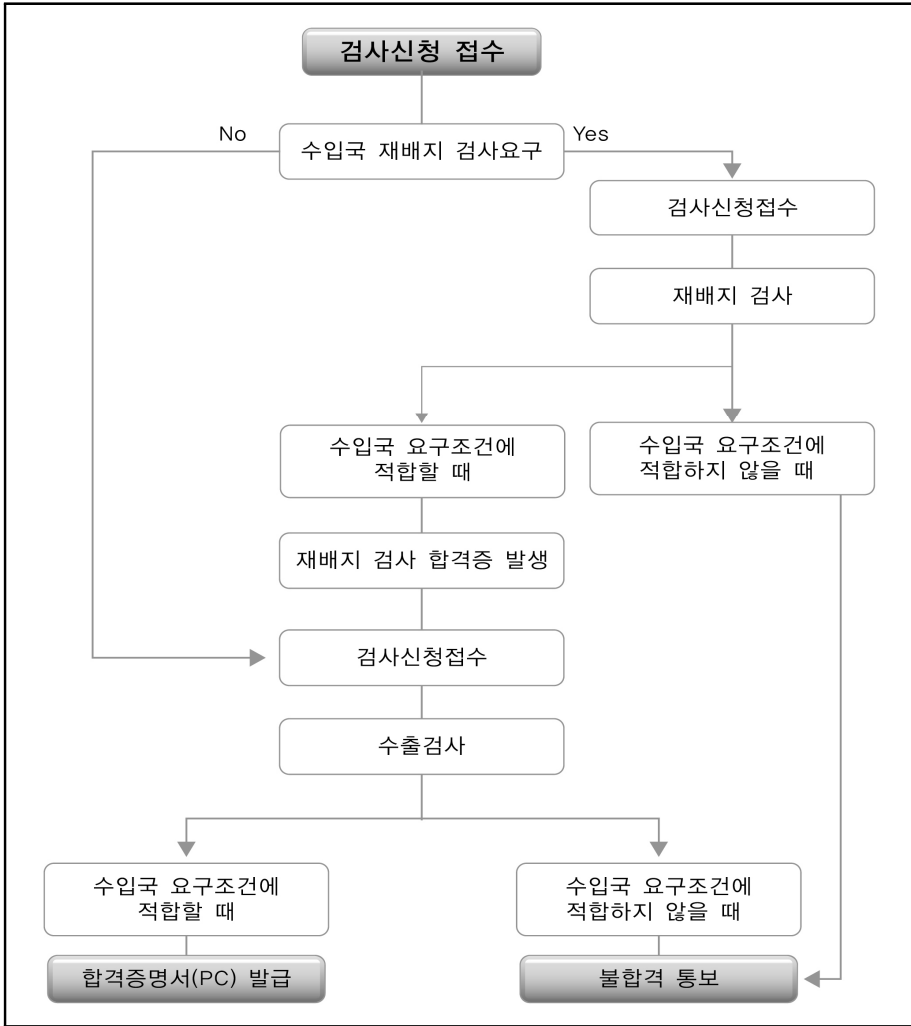 검사신청 접수
No
수입국 재배지 검사요구
Yes
검사신청접수
재배지 검사
수입국 요구조건에
적합할 때
수입국 요구조건에
적합하지 않을 때
재배지 검사 합격증 발생
검사신청접수
수출검사
수입국 요구조건에
적합할 때
수입국 요구조건에
적합하지 않을 때
합격증명서(PC) 발급
불합격 통보